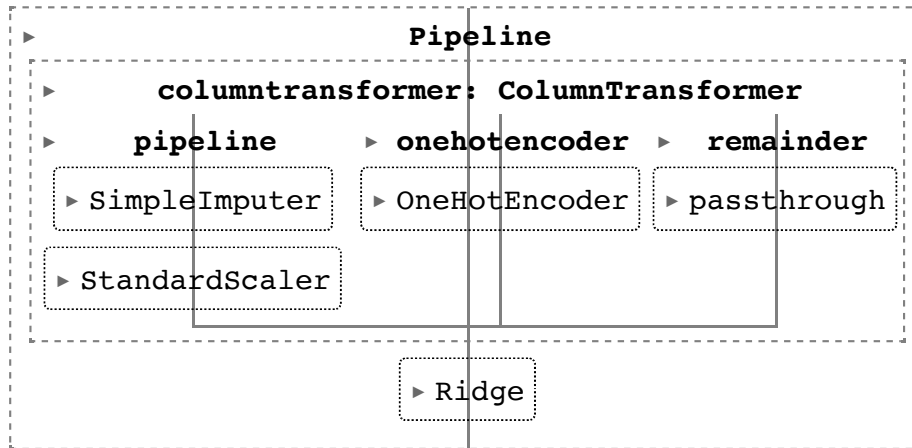 Pipeline
columntransformer: ColumnTransformer
pipeline onehotencoder remainder
SimpleImputer OneHotEncoder passthrough
StandardScaler
Ridge